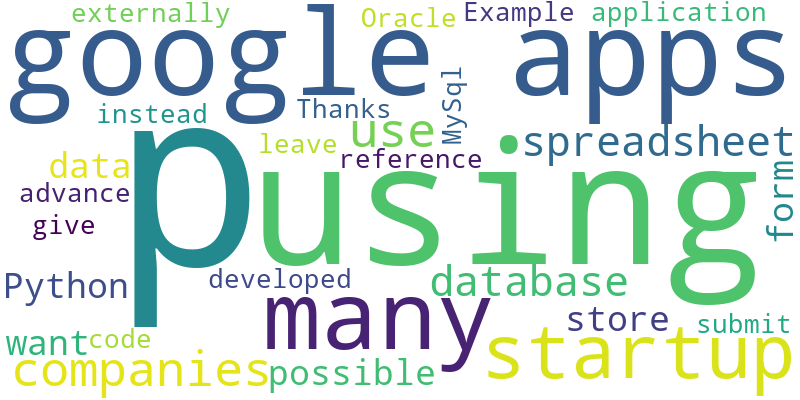 externally
Oracle
Example
application
google
apps
instead
Thanks
MySql
leave
use
spreadsheet
data
reference
p
using
form
advance
give
Python
developed
database
many
store
submit
want
code
startup
companies
possible